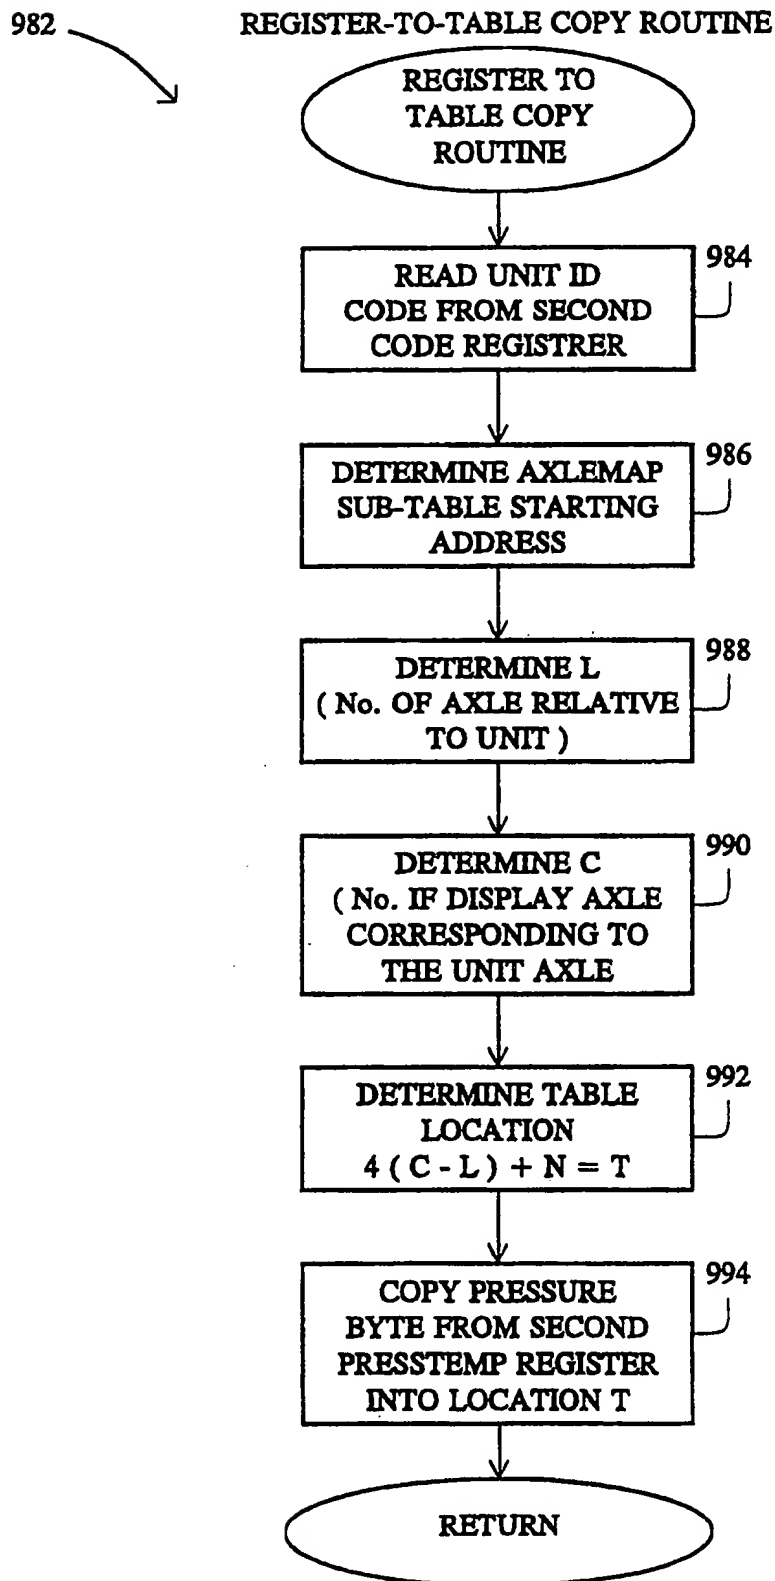 982
REGISTER-TO-TABLE COPY ROUTINE
REGISTER TO
TABLE COPY
ROUTINE
984
READ UNIT ID
CODE FROM SECOND
CODE REGISTRER
986
DETERMINE AXLEMAP
SUB-TABLE STARTING
ADDRESS
988
DETERMINE L
( No. OF AXLE RELATIVE
TO UNIT )
990
DETERMINE C
( No. IF DISPLAY AXLE
CORRESPONDING TO
THE UNIT AXLE
992
DETERMINE TABLE
LOCATION
4 ( C - L ) + N = T
994
COPY PRESSURE
BYTE FROM SECOND
PRESSTEMP REGISTER
INTO LOCATION T
RETURN